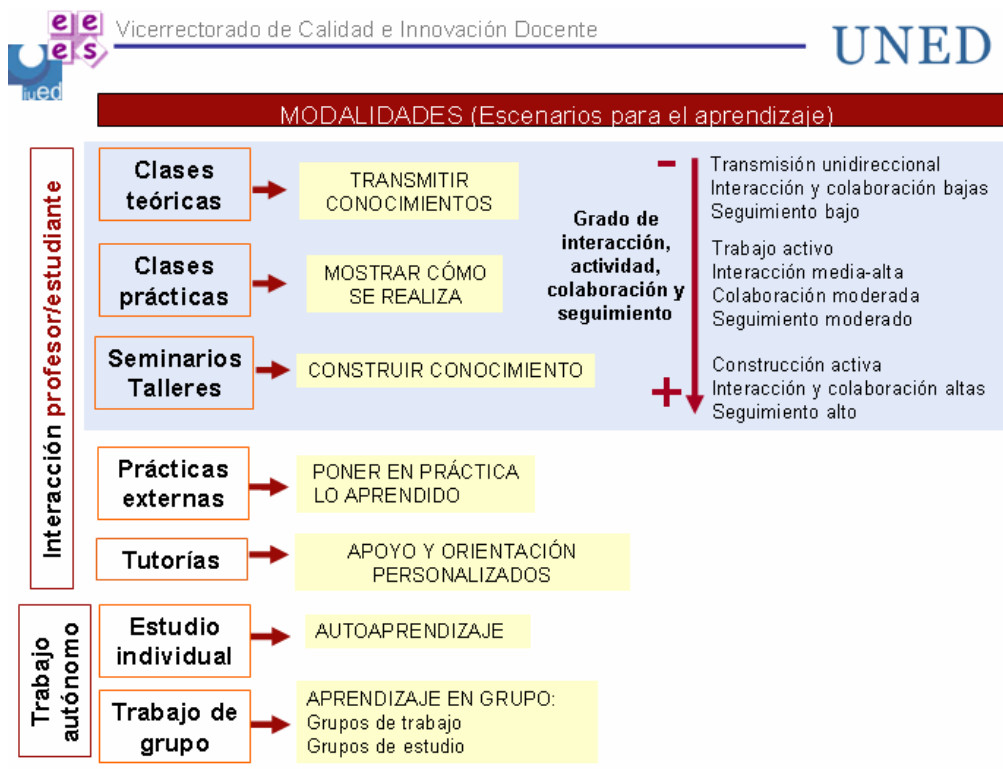 eees
Vicerrectorado de Calidad e Innovación Docente
UNED
iued
MODALIDADES (Escenarios para el aprendizaje)
Interacción profesor/estudiante
Clases
teóricas
TRANSMITIR
CONOCIMIENTOS
Clases
prácticas
MOSTRAR CÓMO
SE REALIZA
Seminarios
Talleres
CONSTRUIR CONOCIMIENTO
Grado de
interacción,
actividad,
colaboración y
seguimiento
-
+
Transmisión unidireccional
Interacción y colaboración bajas
Seguimiento bajo
Trabajo activo
Interacción media-alta
Colaboración moderada
Seguimiento moderado
Construcción activa
Interacción y colaboración altas
Seguimiento alto
Prácticas
externas
PONER EN PRÁCTICA
LO APRENDIDO
Tutorías
APOYO Y ORIENTACIÓN
PERSONALIZADOS
Trabajo
autónomo
Estudio
individual
AUTOAPRENDIZAJE
Trabajo de
grupo
APRENDIZAJE EN GRUPO:
Grupos de trabajo
Grupos de estudio